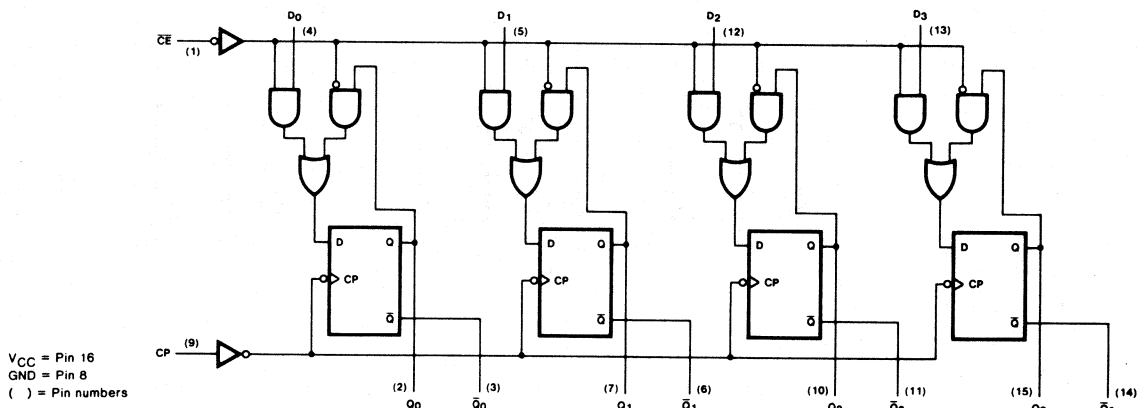 D0 D1 D2 D3
CE (1) (4) (5) (12) (13)
D Q D Q D Q D Q
CP CP CP CP
Q̅ Q̅ Q̅ Q̅
CP (9)
VCC = Pin 16
GND = Pin 8
( ) = Pin numbers
(2) (3) (7) (6) (10) (11) (15) (14)
Q0 Q̅0 Q1 Q̅1